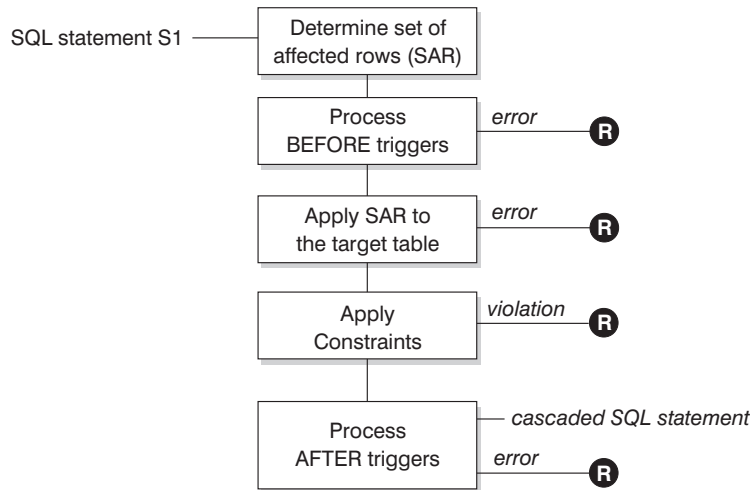 SQL statement S1
Determine set of
affected rows (SAR)
Process
BEFORE triggers
error
R
Apply SAR to
the target table
error
R
Apply
Constraints
violation
R
Process
AFTER triggers
cascaded SQL statement
error
R